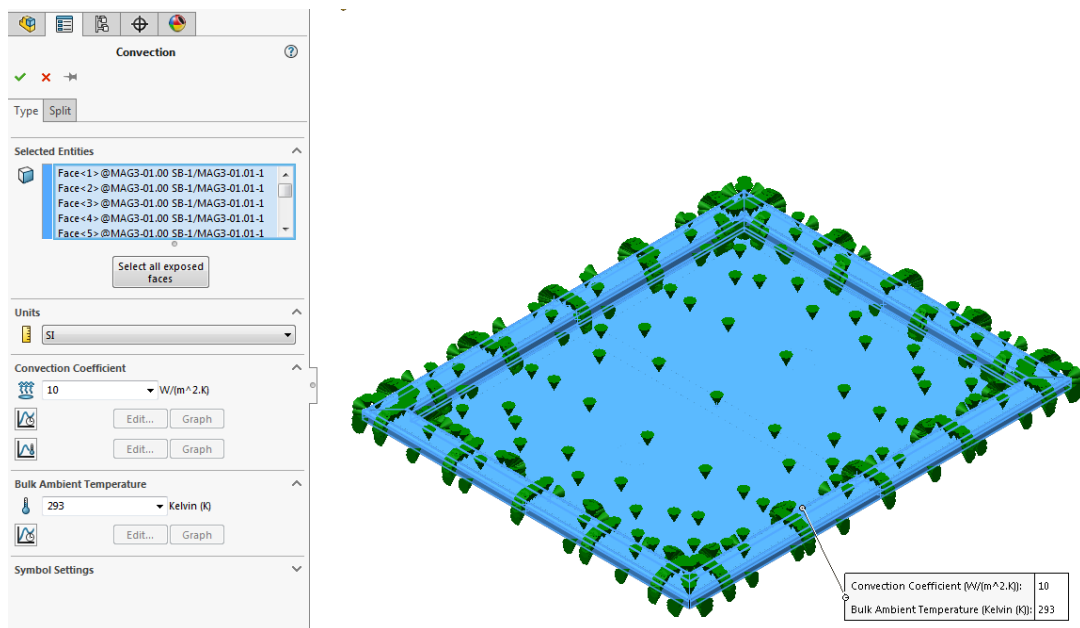 Convection
Type Split
Selected Entities
Face<1>@MAG3-01.00 SB-1/MAG3-01.01-1
Face<2>@MAG3-01.00 SB-1/MAG3-01.01-1
Face<3>@MAG3-01.00 SB-1/MAG3-01.01-1
Face<4>@MAG3-01.00 SB-1/MAG3-01.01-1
Face<5>@MAG3-01.00 SB-1/MAG3-01.01-1
Select all exposed
faces
Units
SI
Convection Coefficient
10 W/(m^2.K)
Edit... Graph
Edit... Graph
Bulk Ambient Temperature
293 Kelvin (K)
Edit... Graph
Symbol Settings
Convection Coefficient (W/(m^2.K)): 10
Bulk Ambient Temperature (Kelvin (K)): 293